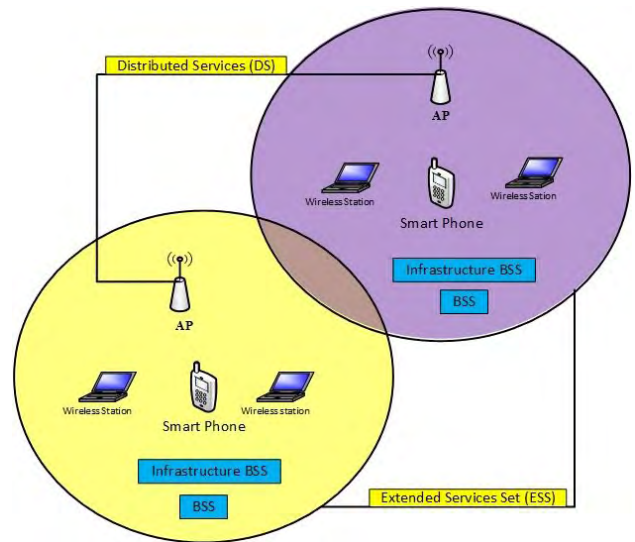 Distributed Services (DS)
AP
Wireless Station
Wireless Sation
Smart Phone
Infrastructure BSS
BSS
AP
Wireless Station
Wireless station
Smart Phone
Infrastructure BSS
BSS
Extended Services Set (ESS)